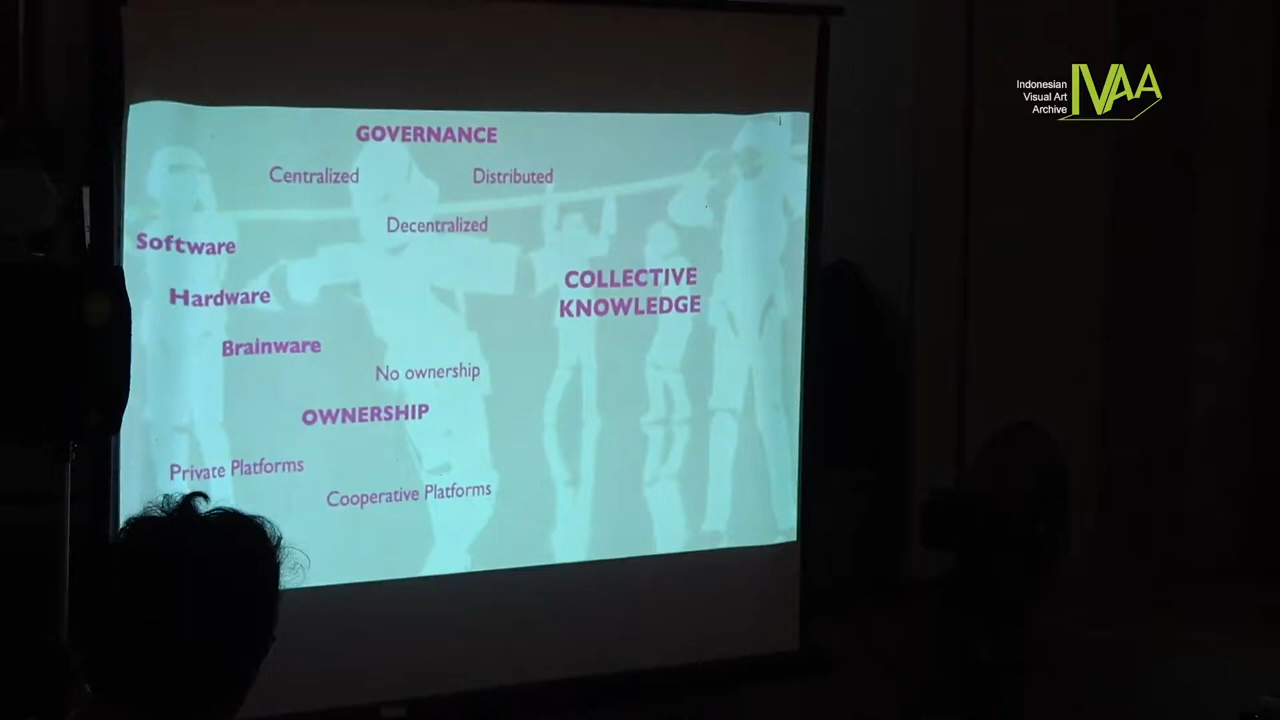 GOVERNANCE
Centralized
Distributed
Decentralized
Software
Hardware
Brainware
COLLECTIVE
KNOWLEDGE
No ownership
OWNERSHIP
Private Platforms
Cooperative Platforms
Indonesian
Visual Art
Archive
IVAA